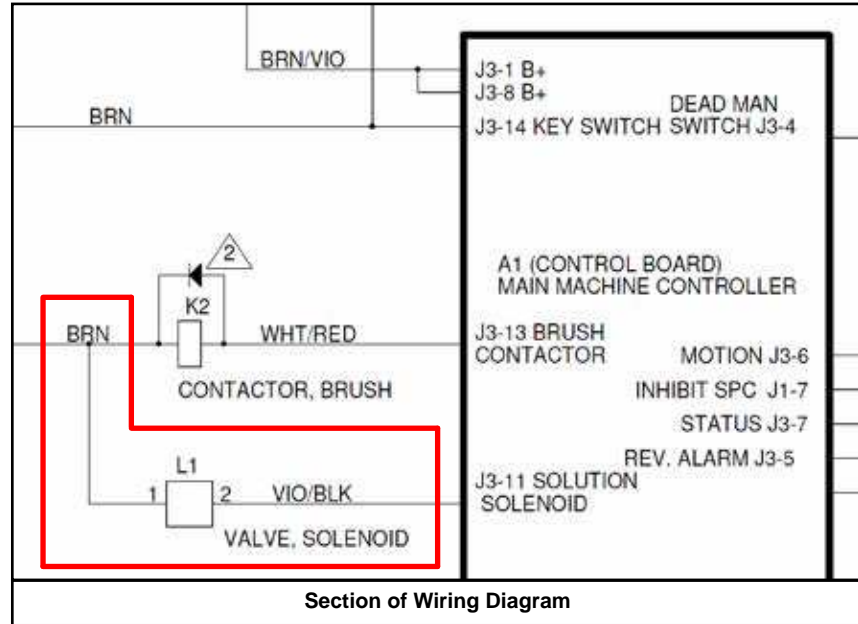 BRN/VIO
J3-1 B+
J3-8 B+
DEAD MAN
BRN
J3-14 KEY SWITCH SWITCH J3-4
2
A1 (CONTROL BOARD)
MAIN MACHINE CONTROLLER
K2
BRN
WHT/RED
J3-13 BRUSH
CONTACTOR
MOTION J3-6
CONTACTOR, BRUSH
INHIBIT SPC J1-7
STATUS J3-7
REV. ALARM J3-5
L1
1
2
VIO/BLK
J3-11 SOLUTION
SOLENOID
VALVE, SOLENOID
Section of Wiring Diagram